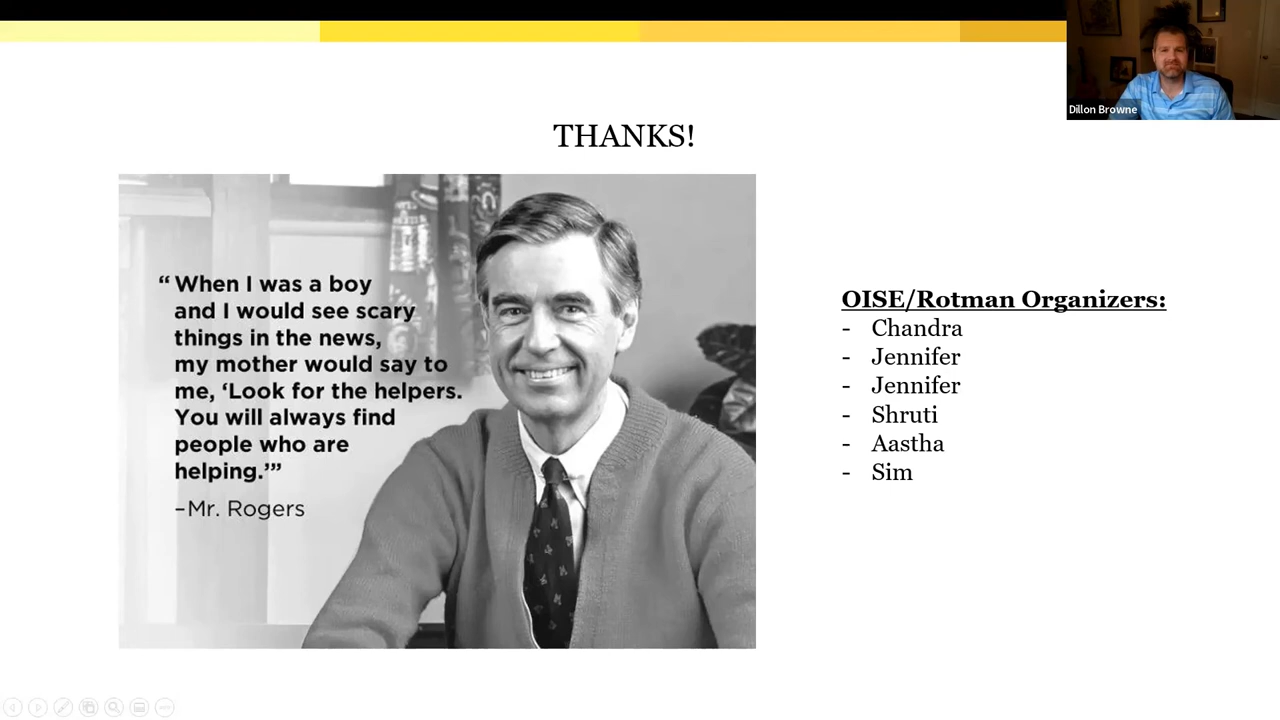 Dillon Browne
THANKS!
“ When I was a boy
and I would see scary
things in the news,
my mother would say to
me, ‘Look for the helpers.
You will always find
people who are
helping.’”
–Mr. Rogers
OISE/Rotman Organizers:
- Chandra
- Jennifer
- Jennifer
- Shruti
- Aastha
- Sim